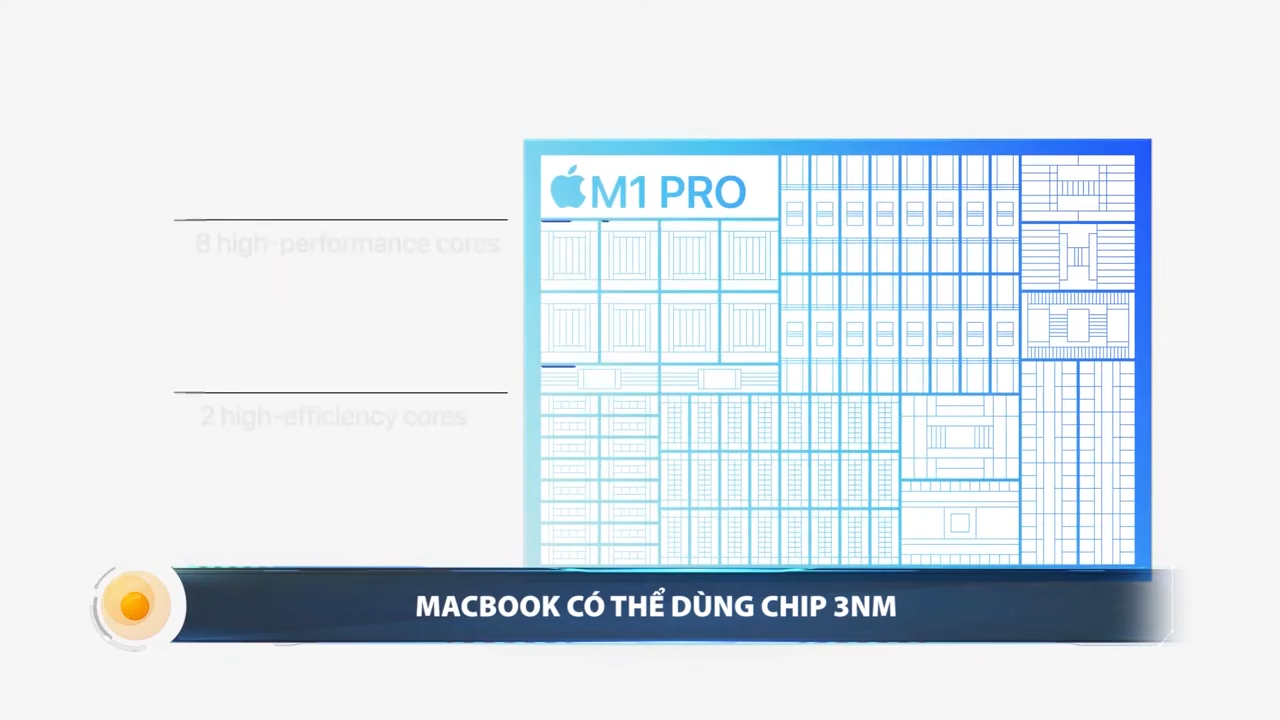 M1 PRO
8 high-performance cores
2 high-efficiency cores
MACBOOK CÓ THỂ DÙNG CHIP 3NM